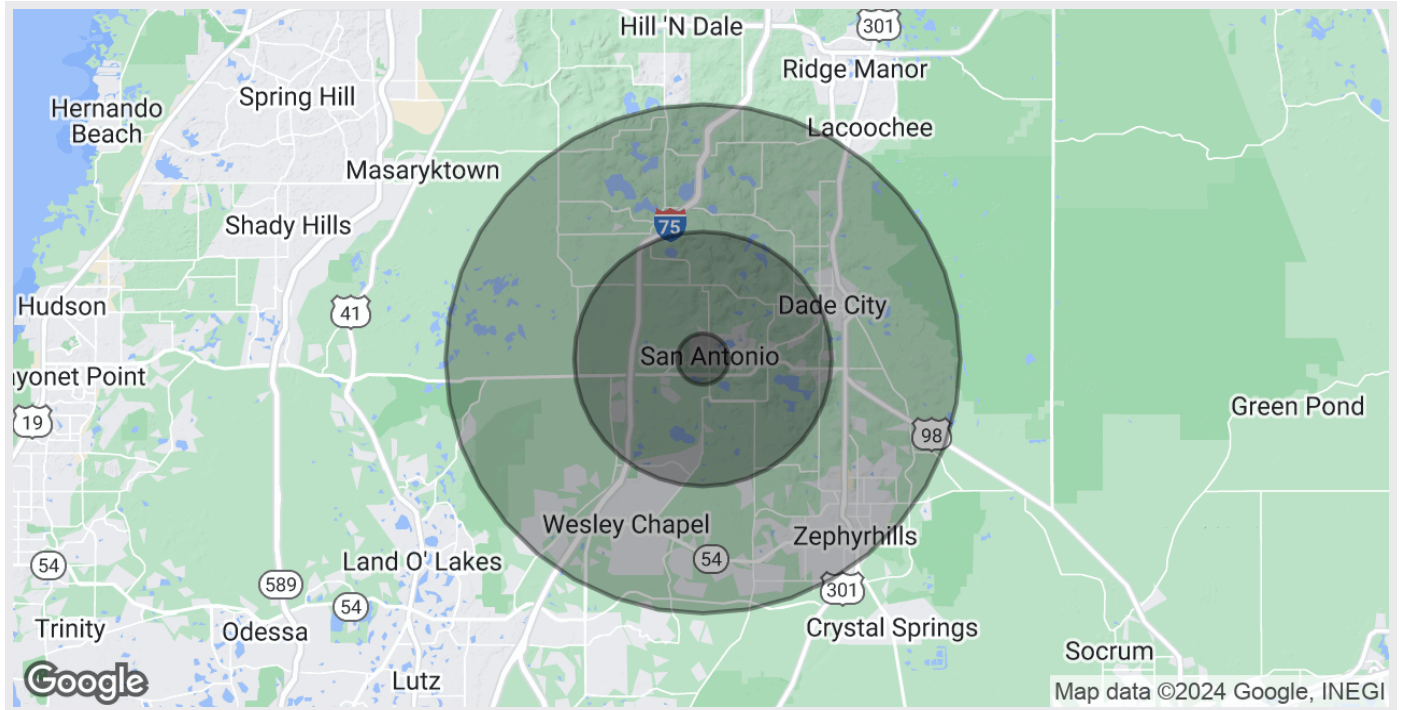 Hill 'N Dale
301
Ridge Manor
Spring Hill
Hernando
Beach
Lacoochee
Masaryktown
Shady Hills
75
Hudson
41
Dade City
San Antonio
ayonet Point
19
Green Pond
98
Wesley Chapel
Zephyrhills
54
Land O' Lakes
54
589
301
54
Trinity
Odessa
Crystal Springs
Socrum
Lutz
Google
Map data ©2024 Google, INEGI